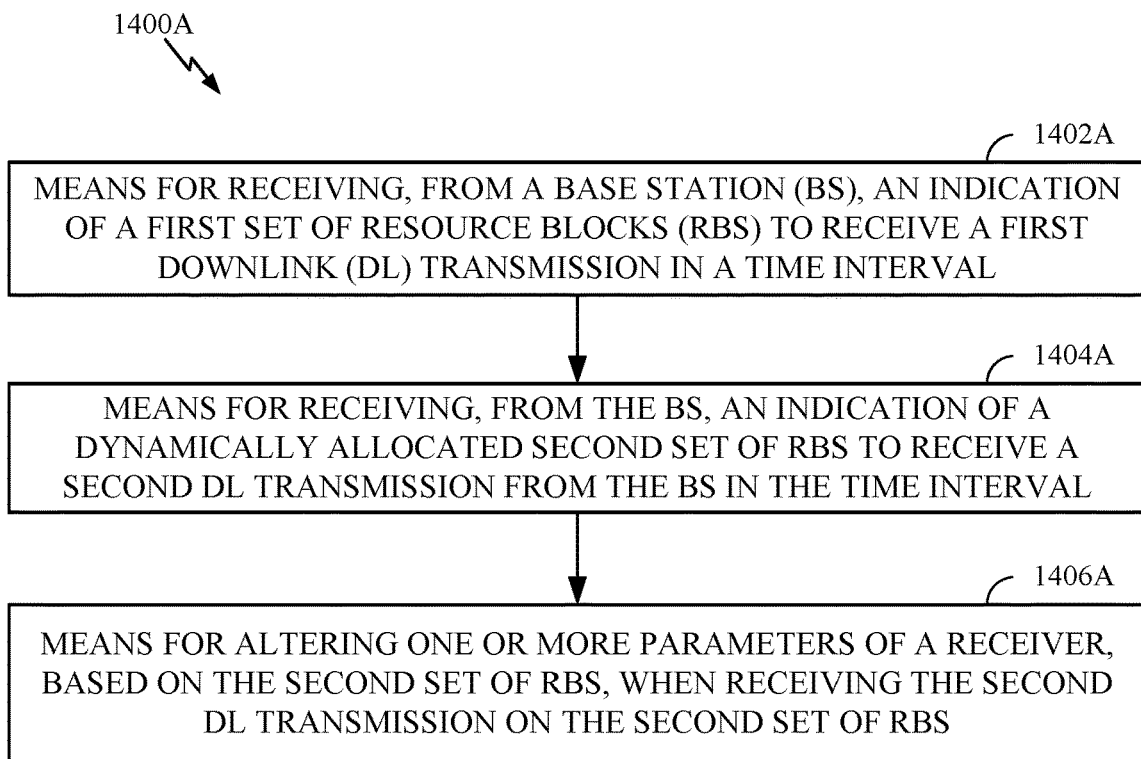 1400A
1402A
MEANS FOR RECEIVING, FROM A BASE STATION (BS), AN INDICATION
OF A FIRST SET OF RESOURCE BLOCKS (RBS) TO RECEIVE A FIRST
DOWNLINK (DL) TRANSMISSION IN A TIME INTERVAL
1404A
MEANS FOR RECEIVING, FROM THE BS, AN INDICATION OF A
DYNAMICALLY ALLOCATED SECOND SET OF RBS TO RECEIVE A
SECOND DL TRANSMISSION FROM THE BS IN THE TIME INTERVAL
1406A
MEANS FOR ALTERING ONE OR MORE PARAMETERS OF A RECEIVER,
BASED ON THE SECOND SET OF RBS, WHEN RECEIVING THE SECOND
DL TRANSMISSION ON THE SECOND SET OF RBS